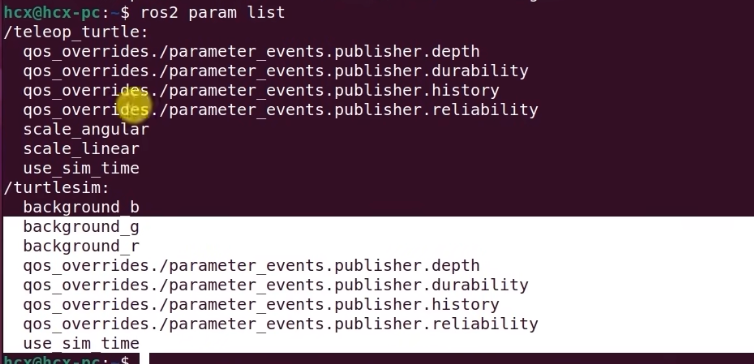 hcx@hcx-pc:~$ ros2 param list
/teleop_turtle:
  qos_overrides./parameter_events.publisher.depth
  qos_overrides./parameter_events.publisher.durability
  qos_overrides./parameter_events.publisher.history
  qos_overrides./parameter_events.publisher.reliability
  scale_angular
  scale_linear
  use_sim_time
/turtlesim:
  background_b
  background_g
  background_r
  qos_overrides./parameter_events.publisher.depth
  qos_overrides./parameter_events.publisher.durability
  qos_overrides./parameter_events.publisher.history
  qos_overrides./parameter_events.publisher.reliability
  use_sim_time
hcx@hcx-pc:~$